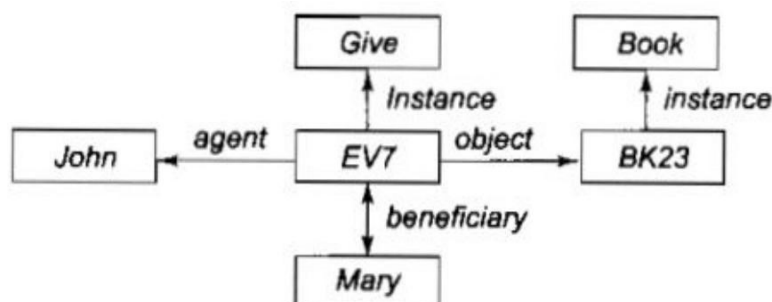 Give Book
Instance instance
John agent EV7 object BK23
beneficiary
Mary